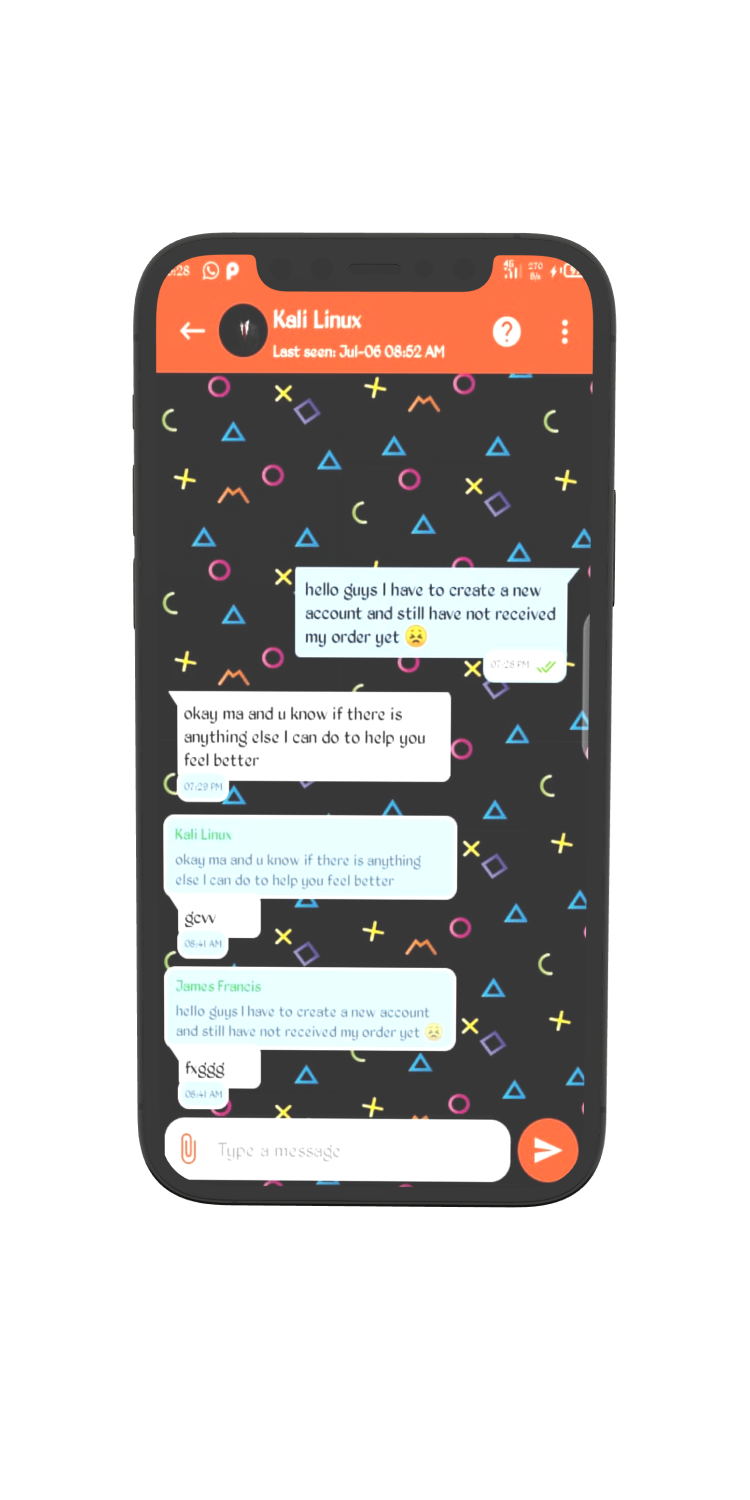 :28
4G
270
B/s
Kali Linux
Last seen: Jul-06 08:52 AM
hello guys I have to create a new
account and still have not received
my order yet 😣
07:28 PM
okay ma and u know if there is
anything else I can do to help you
feel better
07:29 PM
Kali Linux
okay ma and u know if there is anything
else I can do to help you feel better
gcvv
08:41 AM
James Francis
hello guys I have to create a new account
and still have not received my order yet 😣
fxggg
08:41 AM
Type a message